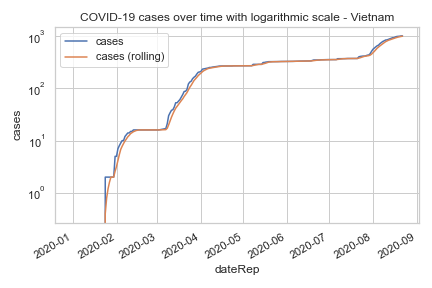 COVID-19 cases over time with logarithmic scale - Vietnam
cases
cases (rolling)
10³
10²
10¹
10⁰
cases
2020-01
2020-02
2020-03
2020-04
2020-05
2020-06
2020-07
2020-08
2020-09
dateRep